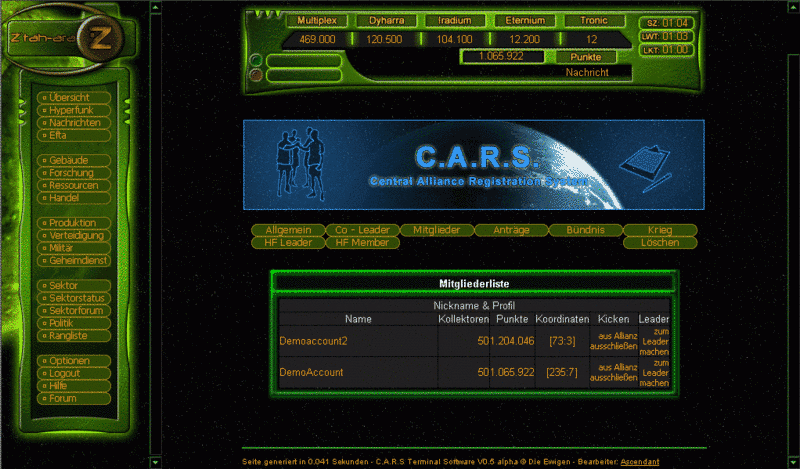 Z-tah-ara Z
Übersicht
Hyperfunk
Nachrichten
Efta
Gebäude
Forschung
Ressourcen
Handel
Produktion
Verteidigung
Militär
Geheimdienst
Sektor
Sektorstatus
Sektorforum
Politik
Rangliste
Optionen
Logout
Hilfe
Forum
Multiplex Dyharra Iradium Eternium Tronic
469.000 120.500 104.100 12.200 12
1.065.922 Punkte
Nachricht
SZ: 01:04
LWT: 01:03
LKT: 01:00
C.A.R.S.
Central Alliance Registration System
Allgemein Co - Leader Mitglieder Anträge Bündnis Krieg
HF Leader HF Member Löschen
Mitgliederliste
Nickname & Profil
Name Kollektoren Punkte Koordinaten Kicken Leader
Demoaccount2 50 1.204.046 [73:3] aus Allianz ausschließen zum Leader machen
DemoAccount 50 1.065.922 [235:7] aus Allianz ausschließen zum Leader machen
Seite generiert in 0.041 Sekunden - C.A.R.S Terminal Software V0.5 alpha © Die Ewigen - Bearbeiter: Ascendant